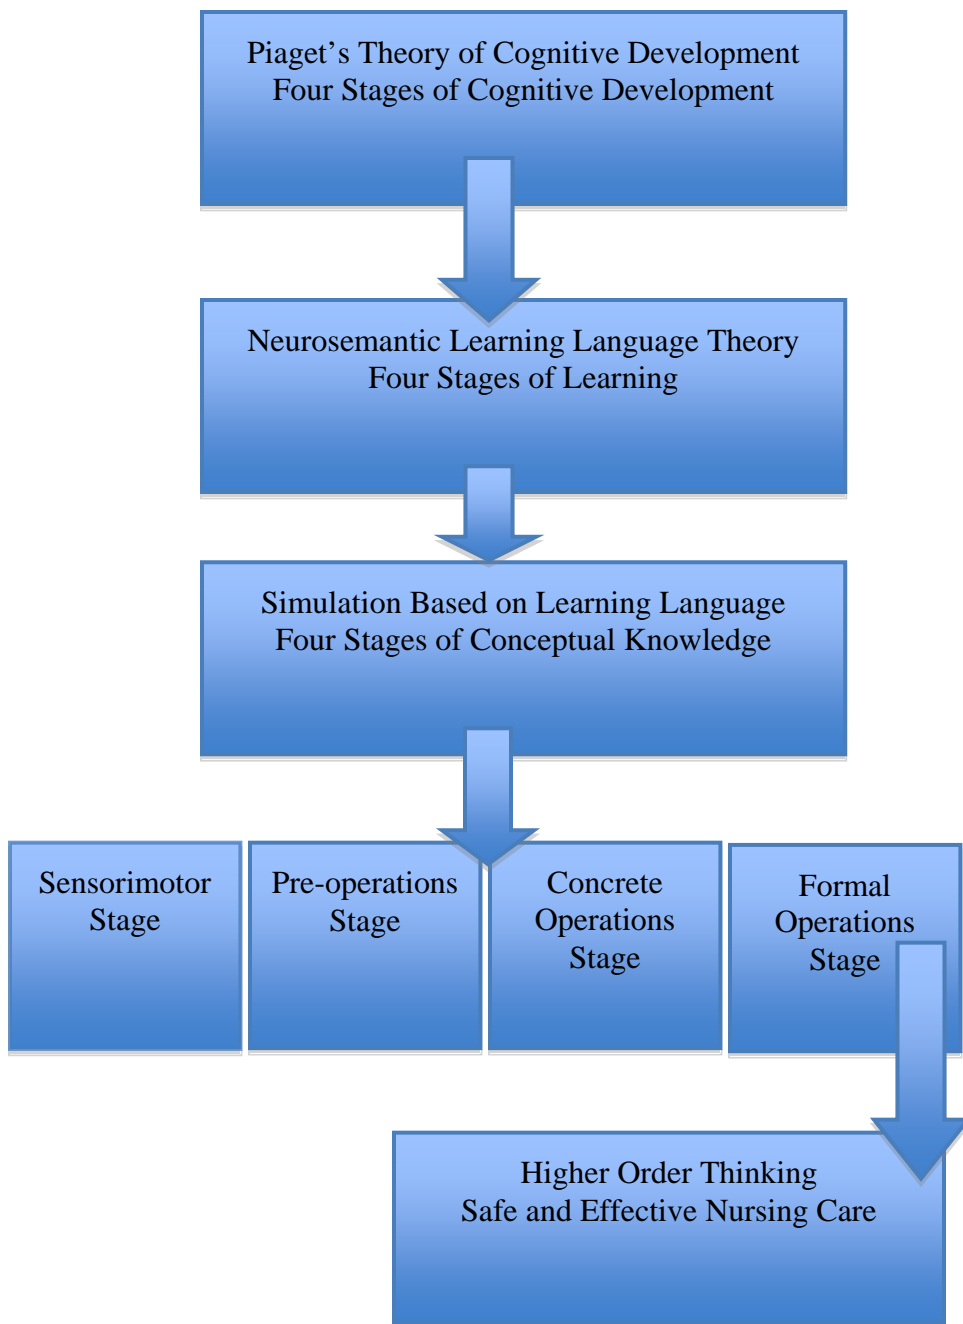 Piaget’s Theory of Cognitive Development
Four Stages of Cognitive Development
Neurosemantic Learning Language Theory
Four Stages of Learning
Simulation Based on Learning Language
Four Stages of Conceptual Knowledge
Sensorimotor
Stage
Pre-operations
Stage
Concrete
Operations
Stage
Formal
Operations
Stage
Higher Order Thinking
Safe and Effective Nursing Care